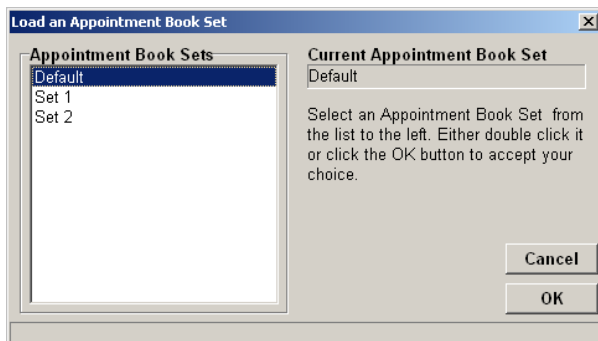 Load an Appointment Book Set
Appointment Book Sets
Default
Set 1
Set 2
Current Appointment Book Set
Default
Select an Appointment Book Set from
the list to the left. Either double click it
or click the OK button to accept your
choice.
Cancel
OK